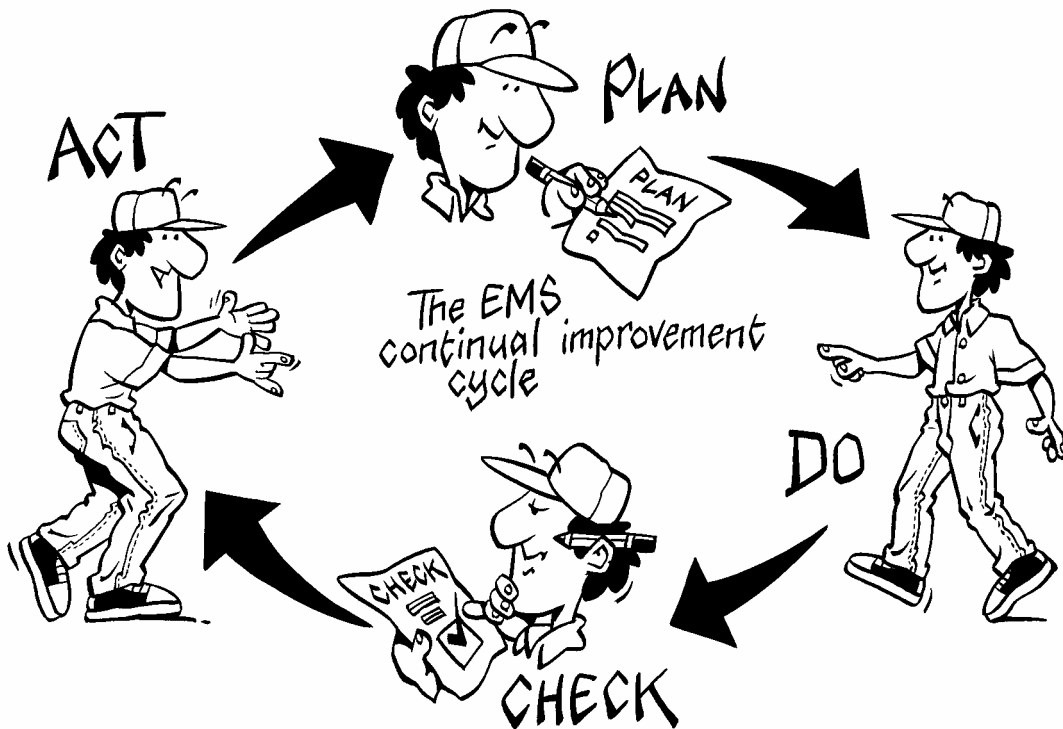 PLAN
ACT
PLAN
The EMS
continual improvement
cycle
DO
CHECK
CHECK